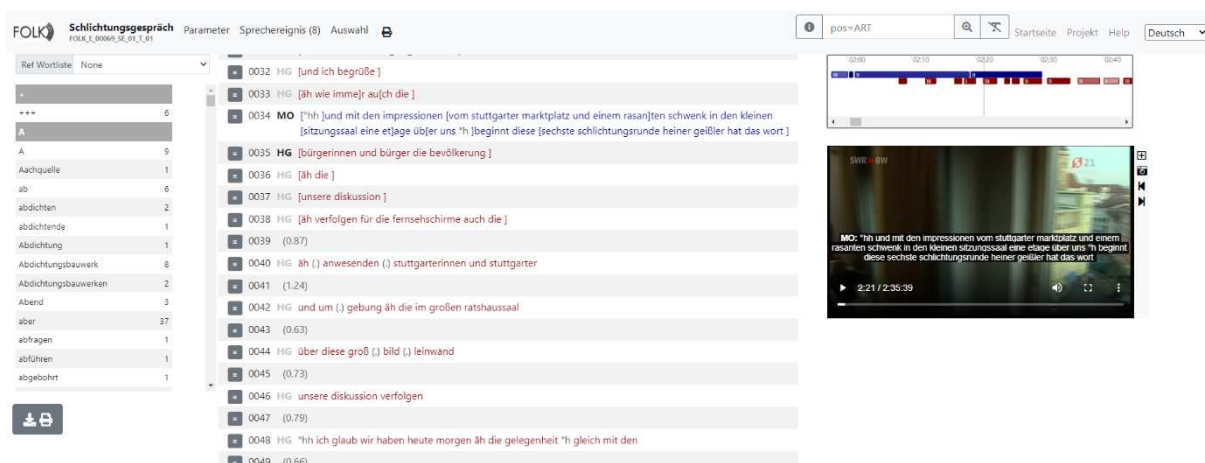 FOLK
Schlichtungsgespräch
FOLK_E_00069_SE_01_T_01
Parameter Sprechereignis (8) Auswahl
pos=ART
Startseite Projekt Help Deutsch
Ref Wortliste None
+
+++ 6
A
A 9
Aachquelle 1
ab 6
abdichten 2
abdichtende 1
Abdichtung 1
Abdichtungsbauwerk 8
Abdichtungsbauwerken 2
Abend 3
aber 37
abfragen 1
abführen 1
abgebohrt 1
0032 HG [und ich begrüße ]
0033 HG [äh wie imme]r au[ch die ]
0034 MO [°hh ]und mit den impressionen [vom stuttgarter marktplatz und einem rasan]ten schwenk in den kleinen
[sitzungssaal eine et]age üb[er uns °h ]beginnt diese [sechste schlichtungsrunde heiner geißler hat das wort ]
0035 HG [bürgerinnen und bürger die bevölkerung ]
0036 HG [äh die ]
0037 HG [unsere diskussion ]
0038 HG [äh verfolgen für die fernsehschirme auch die ]
0039 (0.87)
0040 HG äh (.) anwesenden (.) stuttgarterinnen und stuttgarter
0041 (1.24)
0042 HG und um (.) gebung äh die im großen ratshaussaal
0043 (0.63)
0044 HG über diese groß (.) bild (.) leinwand
0045 (0.73)
0046 HG unsere diskussion verfolgen
0047 (0.79)
0048 HG °hh ich glaub wir haben heute morgen äh die gelegenheit °h gleich mit den
0049 (0.66)
02:00 02:10 02:20 02:30 02:40
SWR BW
S 21
MO: °hh und mit den impressionen vom stuttgarter marktplatz und einem
rasanten schwenk in den kleinen sitzungssaal eine etage über uns °h beginnt
diese sechste schlichtungsrunde heiner geißler hat das wort
2:21 / 2:35:39